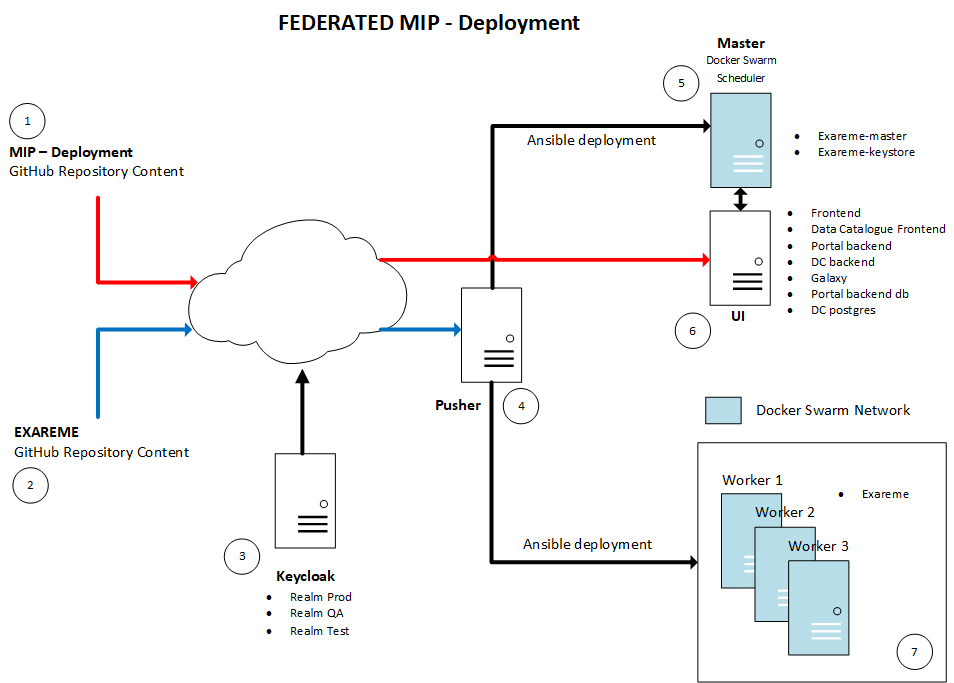 FEDERATED MIP - Deployment
1
MIP – Deployment
GitHub Repository Content
EXAREME
GitHub Repository Content
2
3
Keycloak
• Realm Prod
• Realm QA
• Realm Test
Pusher
4
Ansible deployment
Ansible deployment
Master
Docker Swarm
Scheduler
5
• Exareme-master
• Exareme-keystore
• Frontend
• Data Catalogue Frontend
• Portal backend
• DC backend
• Galaxy
• Portal backend db
• DC postgres
UI
6
Docker Swarm Network
Worker 1
Worker 2
Worker 3
• Exareme
7